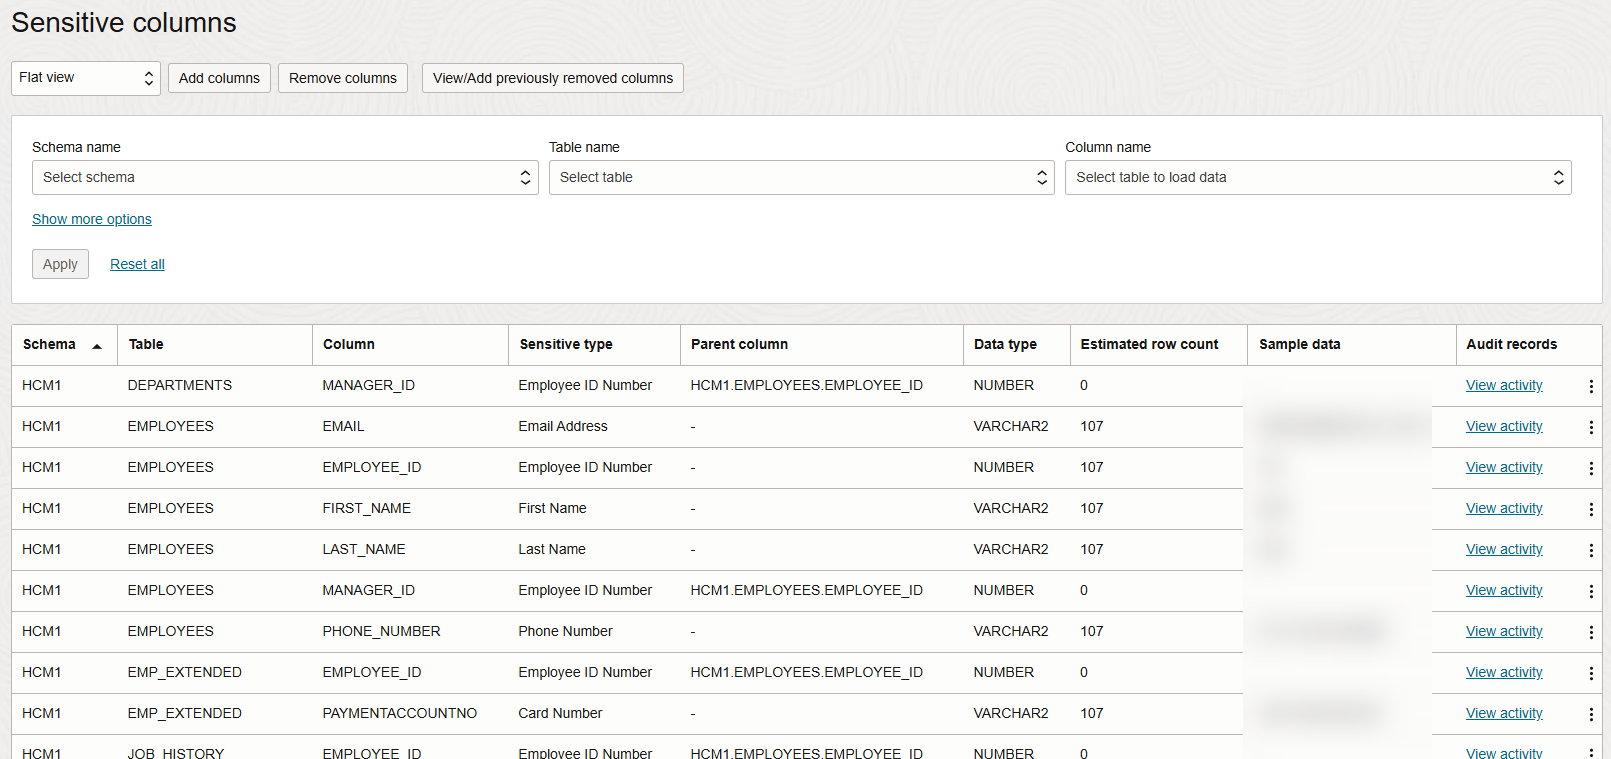 Sensitive columns
Flat view Add columns Remove columns View/Add previously removed columns
Schema name Table name Column name
Select schema Select table Select table to load data
Show more options
Apply Reset all
Schema Table Column Sensitive type Parent column Data type Estimated row count Sample data Audit records
HCM1 DEPARTMENTS MANAGER_ID Employee ID Number HCM1.EMPLOYEES.EMPLOYEE_ID NUMBER 0 View activity
HCM1 EMPLOYEES EMAIL Email Address - VARCHAR2 107 View activity
HCM1 EMPLOYEES EMPLOYEE_ID Employee ID Number - NUMBER 107 View activity
HCM1 EMPLOYEES FIRST_NAME First Name - VARCHAR2 107 View activity
HCM1 EMPLOYEES LAST_NAME Last Name - VARCHAR2 107 View activity
HCM1 EMPLOYEES MANAGER_ID Employee ID Number HCM1.EMPLOYEES.EMPLOYEE_ID NUMBER 0 View activity
HCM1 EMPLOYEES PHONE_NUMBER Phone Number - VARCHAR2 107 View activity
HCM1 EMP_EXTENDED EMPLOYEE_ID Employee ID Number HCM1.EMPLOYEES.EMPLOYEE_ID NUMBER 0 View activity
HCM1 EMP_EXTENDED PAYMENTACCOUNTNO Card Number - VARCHAR2 107 View activity
HCM1 JOB_HISTORY EMPLOYEE_ID Employee ID Number HCM1.EMPLOYEES.EMPLOYEE_ID NUMBER 0 View activity